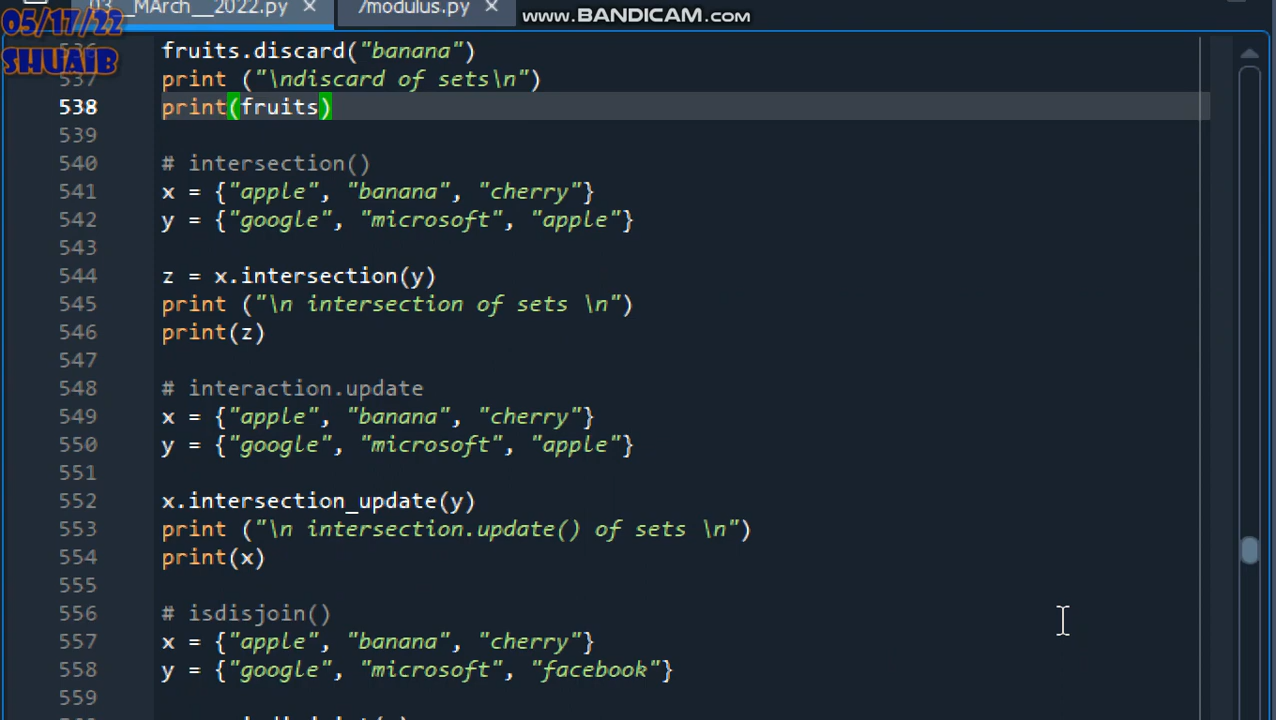 03__MArch__2022.py
7modulus.py
www.BANDICAM.com
05/17/22
SHUAIB
fruits.discard("banana")
537 print ("\ndiscard of sets\n")
538 print(fruits)
539
540 # intersection()
541 x = {"apple", "banana", "cherry"}
542 y = {"google", "microsoft", "apple"}
543
544 z = x.intersection(y)
545 print ("\n intersection of sets \n")
546 print(z)
547
548 # interaction.update
549 x = {"apple", "banana", "cherry"}
550 y = {"google", "microsoft", "apple"}
551
552 x.intersection_update(y)
553 print ("\n intersection.update() of sets \n")
554 print(x)
555
556 # isdisjoin()
557 x = {"apple", "banana", "cherry"}
558 y = {"google", "microsoft", "facebook"}
559